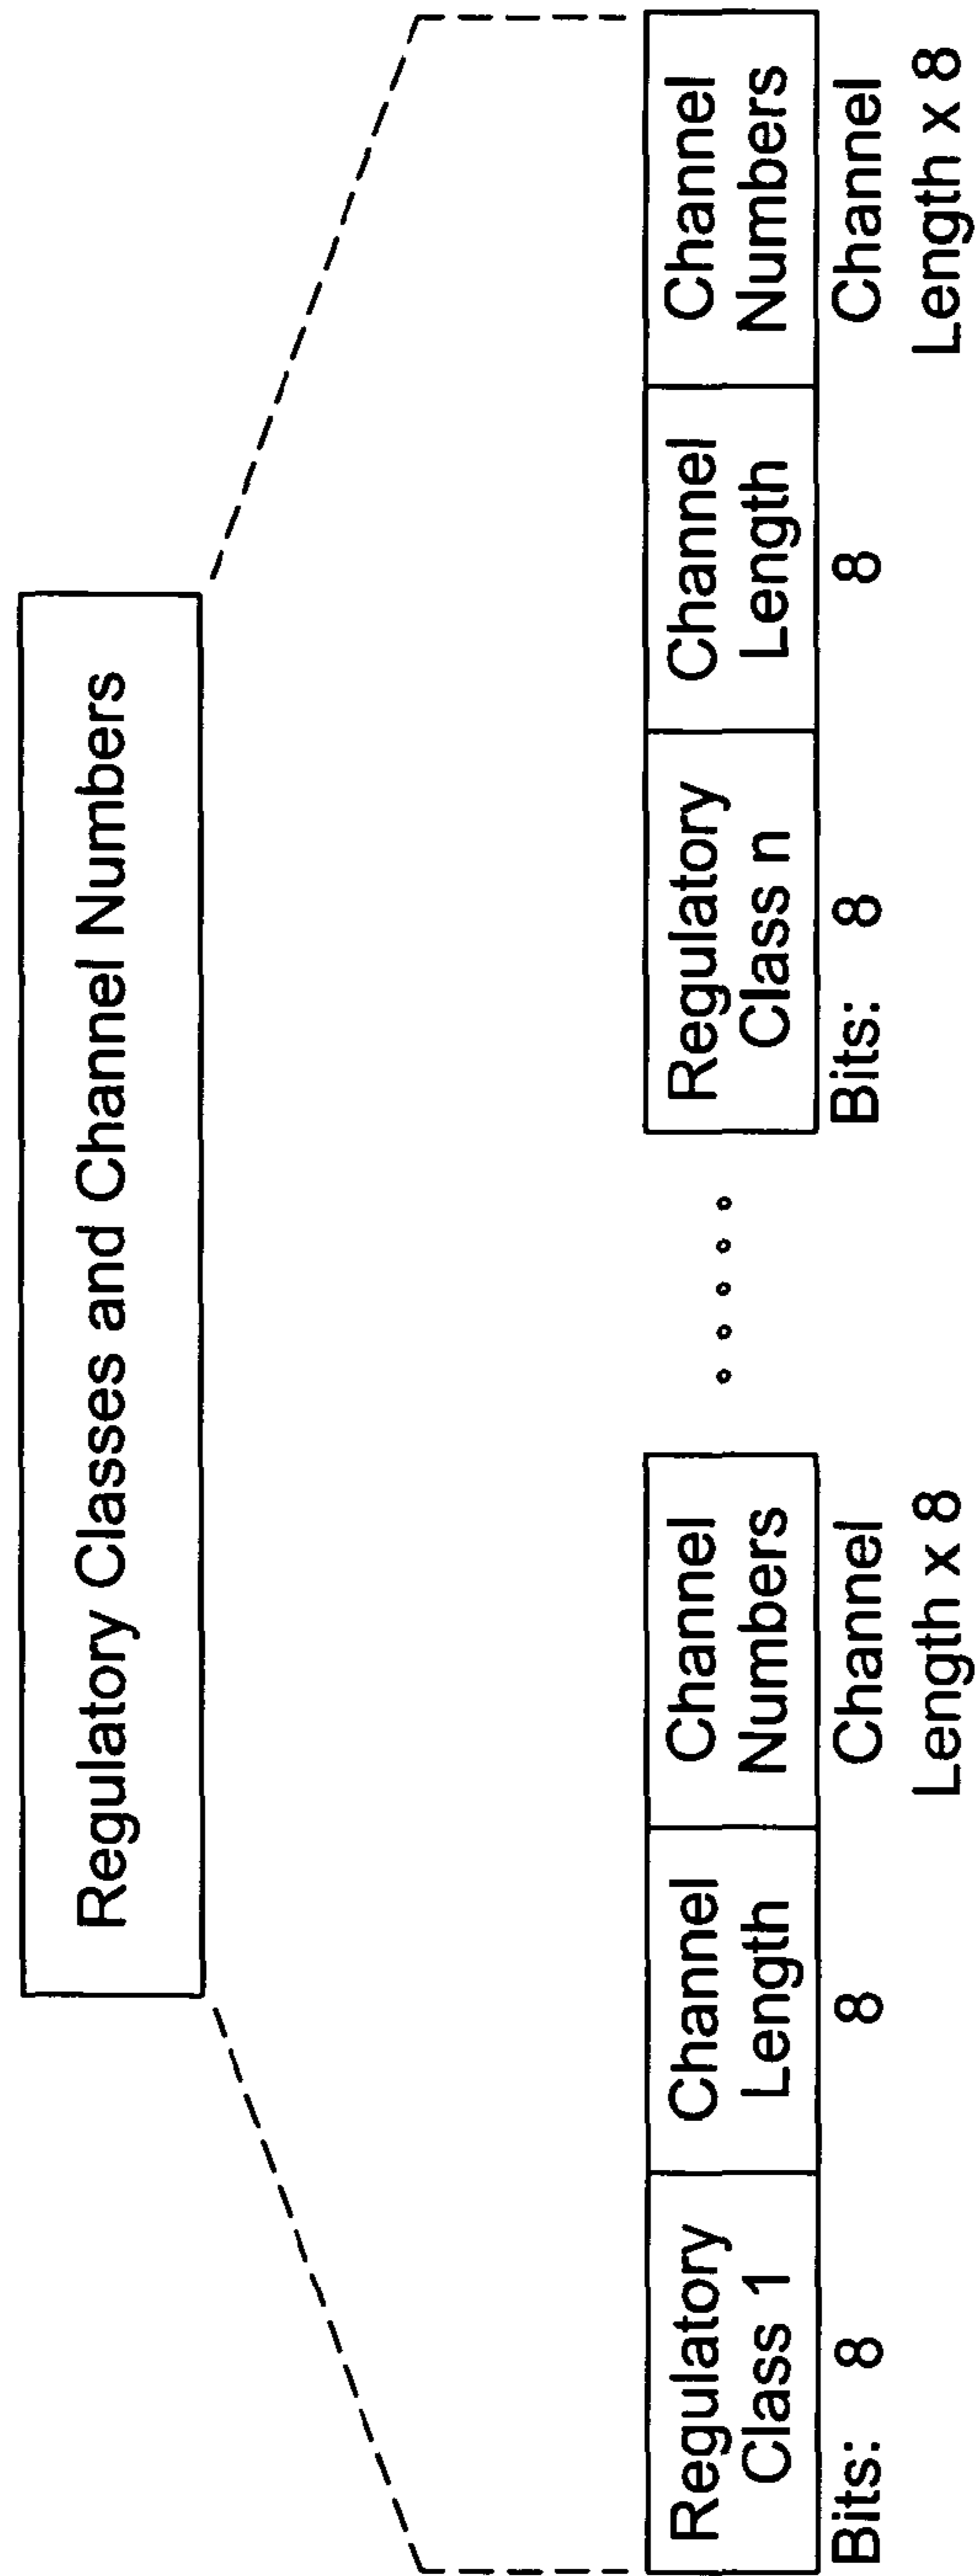 Regulatory Classes and Channel Numbers
Regulatory
Class 1
Channel
Length
Channel
Numbers
Bits: 8
8
Channel
Length x 8
Regulatory
Class n
Channel
Length
Channel
Numbers
Bits: 8
8
Channel
Length x 8